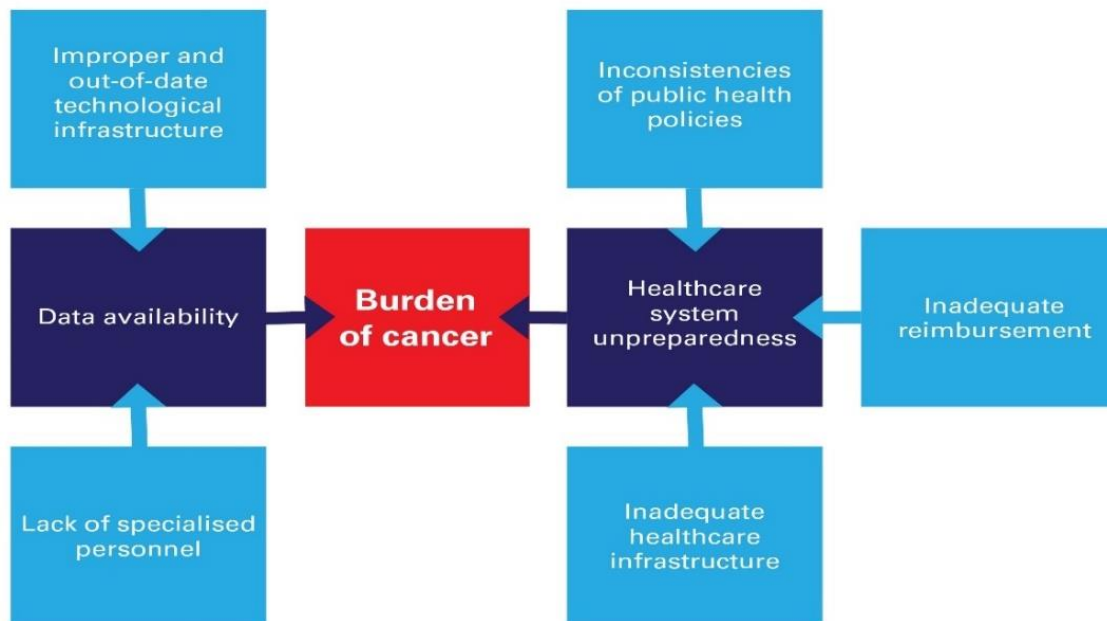 Improper and
out-of-date
technological
infrastructure
Inconsistencies
of public health
policies
Data availability
Burden
of cancer
Healthcare
system
unpreparedness
Inadequate
reimbursement
Lack of specialised
personnel
Inadequate
healthcare
infrastructure